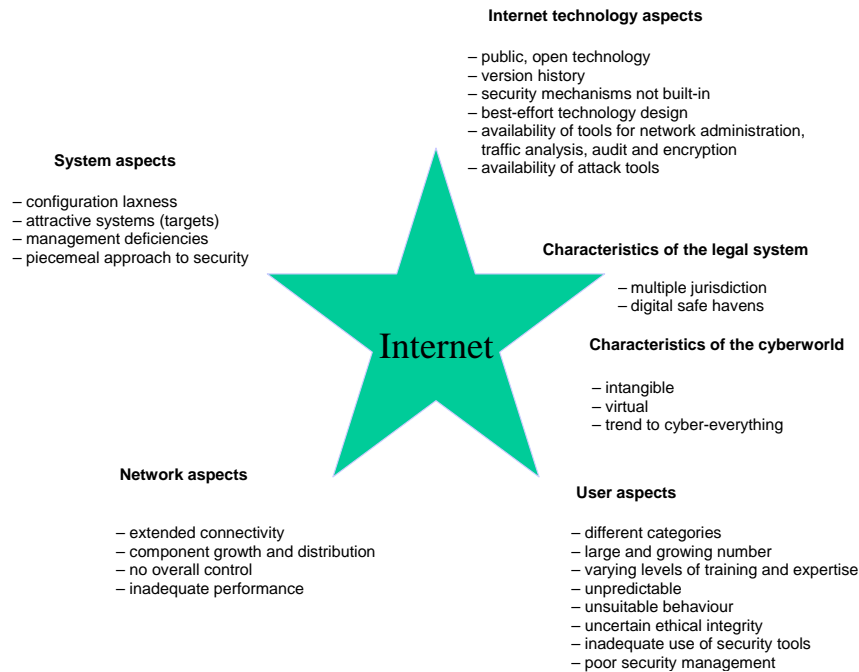 Internet technology aspects
– public, open technology
– version history
– security mechanisms not built-in
– best-effort technology design
– availability of tools for network administration,
traffic analysis, audit and encryption
– availability of attack tools
System aspects
– configuration laxness
– attractive systems (targets)
– management deficiencies
– piecemeal approach to security
Characteristics of the legal system
– multiple jurisdiction
– digital safe havens
Internet
Characteristics of the cyberworld
– intangible
– virtual
– trend to cyber-everything
Network aspects
– extended connectivity
– component growth and distribution
– no overall control
– inadequate performance
User aspects
– different categories
– large and growing number
– varying levels of training and expertise
– unpredictable
– unsuitable behaviour
– uncertain ethical integrity
– inadequate use of security tools
– poor security management